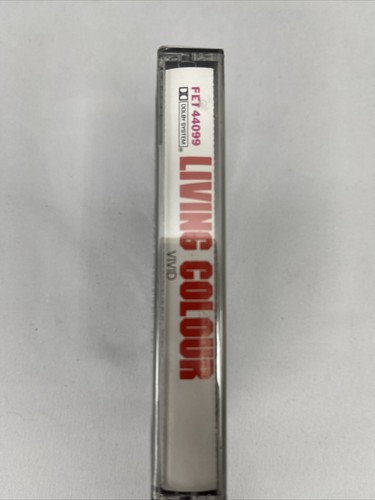 FET 44099
DOLBY SYSTEM ®
LIVING COLOUR
VIVID